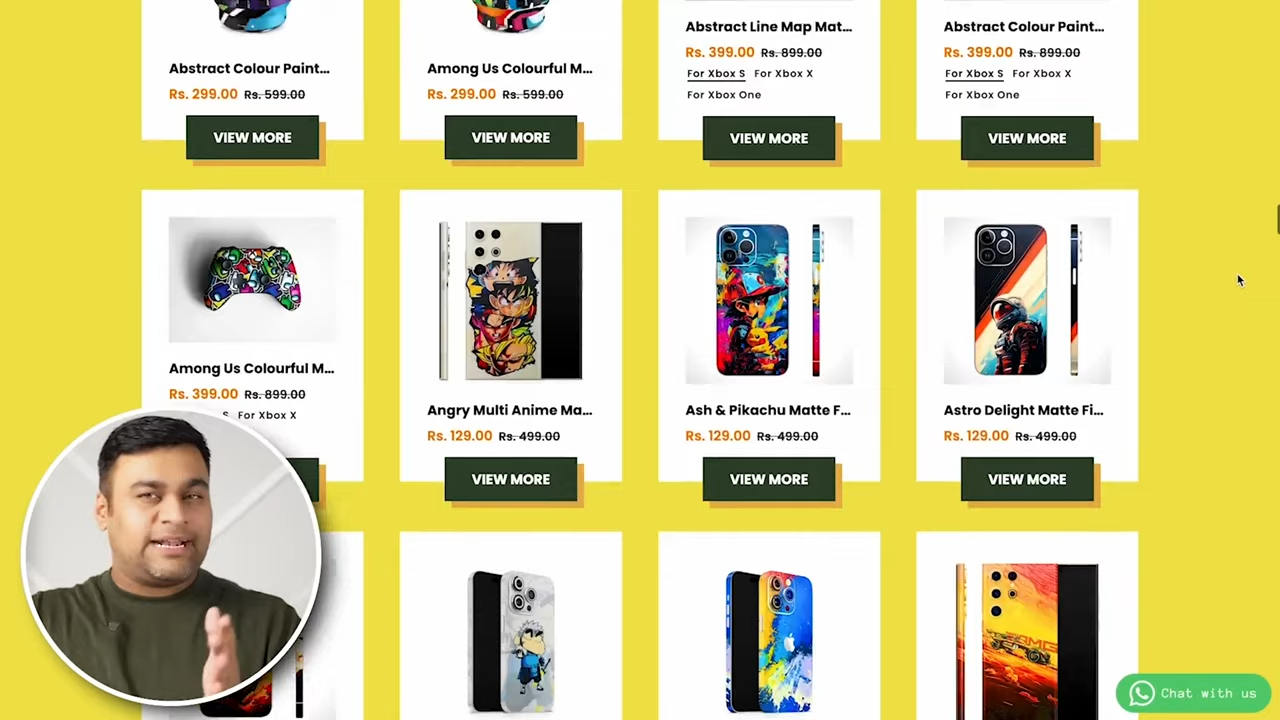 Abstract Line Map Mat...
Abstract Colour Paint...
Rs. 399.00 Rs. 899.00
Rs. 399.00 Rs. 899.00
Abstract Colour Paint...
Among Us Colourful M...
For Xbox S For Xbox X
For Xbox S For Xbox X
Rs. 299.00 Rs. 599.00
Rs. 299.00 Rs. 599.00
For Xbox One
For Xbox One
VIEW MORE
VIEW MORE
VIEW MORE
VIEW MORE
Among Us Colourful M...
Rs. 399.00 Rs. 899.00
S For Xbox X
Angry Multi Anime Ma...
Rs. 129.00 Rs. 499.00
VIEW MORE
Ash & Pikachu Matte F...
Rs. 129.00 Rs. 499.00
VIEW MORE
Astro Delight Matte Fi...
Rs. 129.00 Rs. 499.00
VIEW MORE
AMG
Chat with us